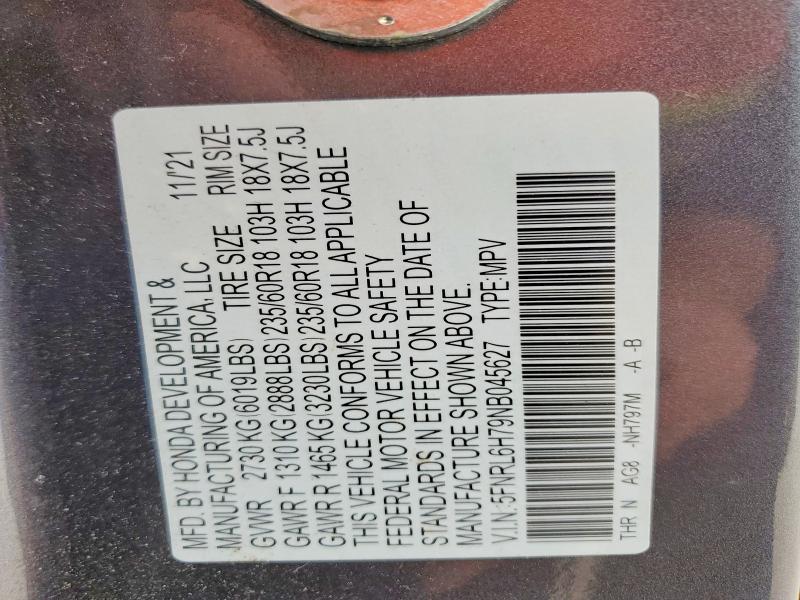 MFD. BY HONDA DEVELOPMENT &
MANUFACTURING OF AMERICA, LLC 11/'21
GVWR 2730 KG(6019LBS) TIRE SIZE RIM SIZE
GAWR F 1310 KG(2888LBS)235/60R18 103H 18X7.5J
GAWR R 1465 KG(3230LBS)235/60R18 103H 18X7.5J
THIS VEHICLE CONFORMS TO ALL APPLICABLE
FEDERAL MOTOR VEHICLE SAFETY
STANDARDS IN EFFECT ON THE DATE OF
MANUFACTURE SHOWN ABOVE.
V.I.N:5FNRL6H79NB045627 TYPE:MPV
THR N AG8 -NH797M -A -B